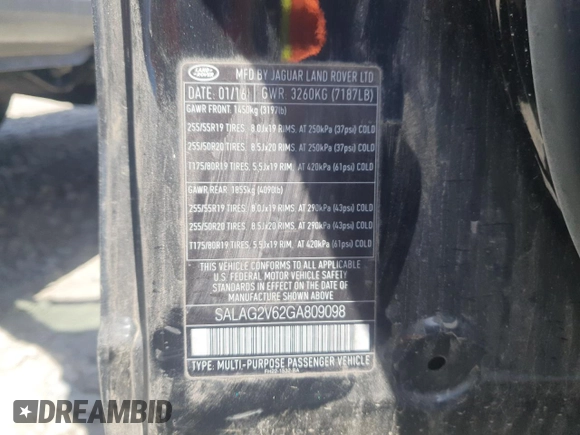 LAND ROVER
MFD BY JAGUAR LAND ROVER LTD
DATE: 01/16 GWR 3260KG (7187LB)
GAWR FRONT: 1450kg (3197lb)
255/55R19 TIRES, 8.0Jx19 RIMS, AT 250kPa (37psi) COLD
255/50R20 TIRES, 8.5Jx20 RIMS, AT 250kPa (37psi) COLD
T175/80R19 TIRES, 5.5Jx19 RIM, AT 420kPa (61psi) COLD
GAWR REAR: 1855kg (4090lb)
255/55R19 TIRES, 8.0Jx19 RIMS, AT 290kPa (43psi) COLD
255/50R20 TIRES, 8.5Jx20 RIMS, AT 290kPa (43psi) COLD
T175/80R19 TIRES, 5.5Jx19 RIM, AT 420kPa (61psi) COLD
THIS VEHICLE CONFORMS TO ALL APPLICABLE
U.S. FEDERAL MOTOR VEHICLE SAFETY
STANDARDS IN EFFECT ON THE DATE OF
MANUFACTURE SHOWN ABOVE
SALAG2V62GA809098
TYPE: MULTI-PURPOSE PASSENGER VEHICLE
DREAMBID